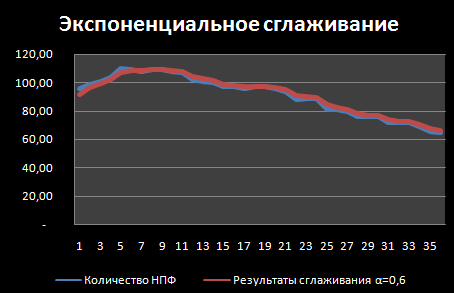 Экспоненциальное сглаживание
120,00
100,00
80,00
60,00
40,00
20,00
-
1 3 5 7 9 11 13 15 17 19 21 23 25 27 29 31 33 35
Количество НПФ Результаты сглаживания α=0,6